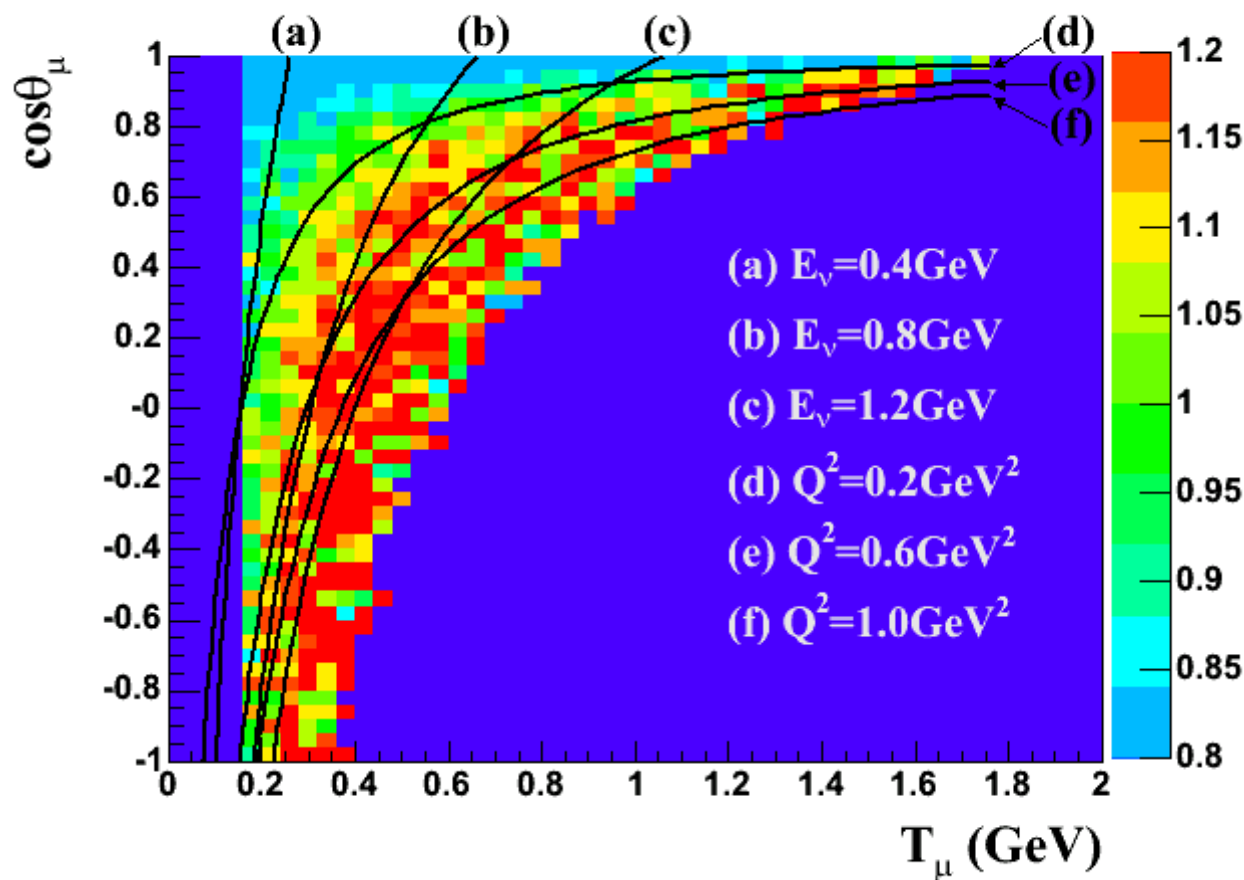 (a) (b) (c) (d)
(e)
(f)
cosθμ
1
0.8
0.6
0.4
0.2
-0
-0.2
-0.4
-0.6
-0.8
-1
(a) Eν=0.4GeV
(b) Eν=0.8GeV
(c) Eν=1.2GeV
(d) Q²=0.2GeV²
(e) Q²=0.6GeV²
(f) Q²=1.0GeV²
1.2
1.15
1.1
1.05
1
0.95
0.9
0.85
0.8
0 0.2 0.4 0.6 0.8 1 1.2 1.4 1.6 1.8 2
Tμ (GeV)